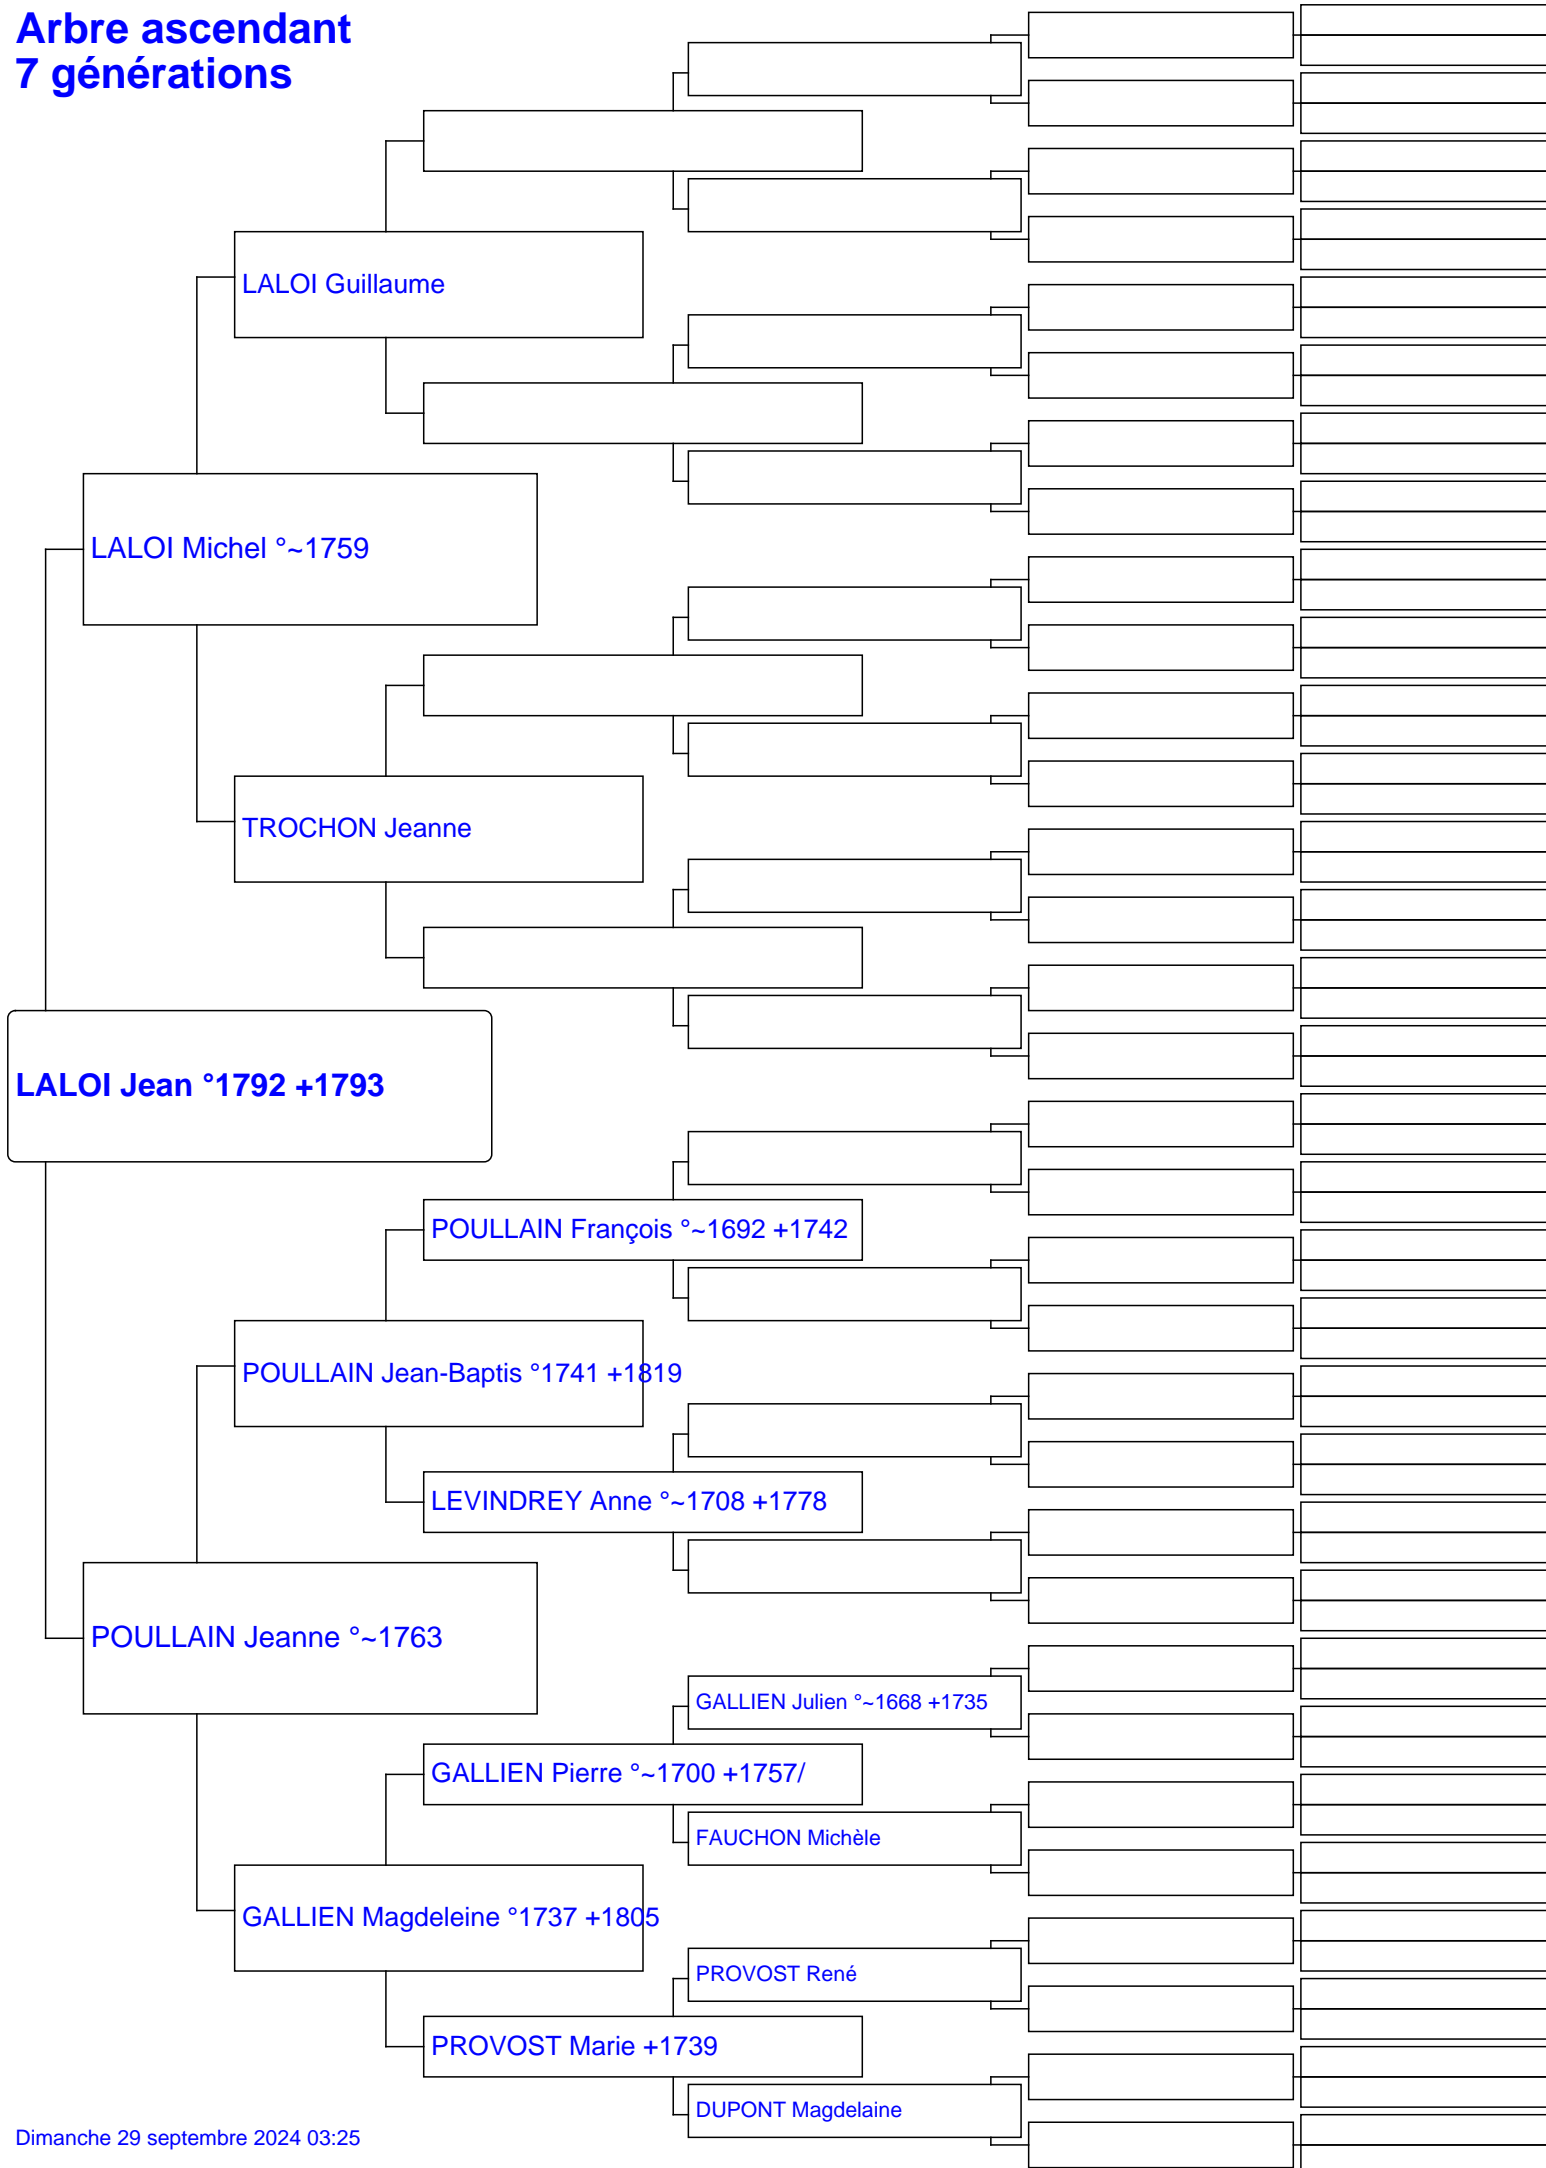 Arbre ascendant
7 générations
LALOI Guillaume
LALOI Michel °~1759
TROCHON Jeanne
LALOI Jean °1792 +1793
POULLAIN François °~1692 +1742
POULLAIN Jean-Baptis °1741 +1819
LEVINDREY Anne °~1708 +1778
POULLAIN Jeanne °~1763
GALLIEN Julien °~1668 +1735
GALLIEN Pierre °~1700 +1757/
FAUCHON Michèle
GALLIEN Magdeleine °1737 +1805
PROVOST René
PROVOST Marie +1739
DUPONT Magdelaine
Dimanche 29 septembre 2024 03:25